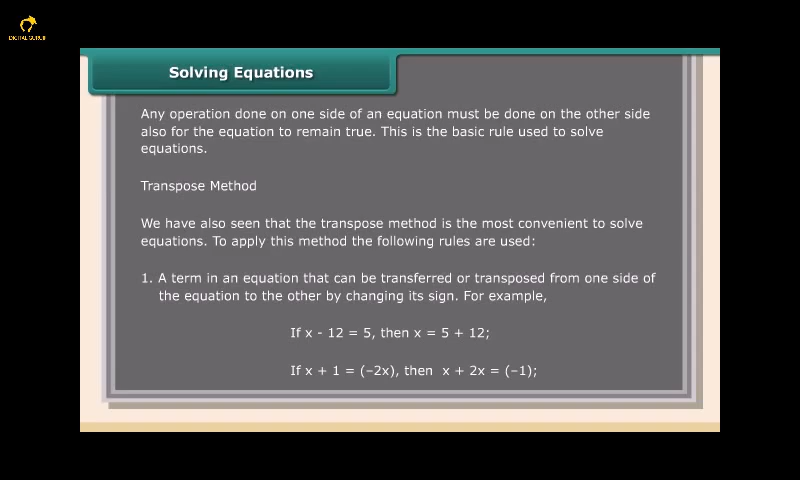 DIGITAL GURUJI
Solving Equations
Any operation done on one side of an equation must be done on the other side
also for the equation to remain true. This is the basic rule used to solve
equations.
Transpose Method
We have also seen that the transpose method is the most convenient to solve
equations. To apply this method the following rules are used:
1. A term in an equation that can be transferred or transposed from one side of
the equation to the other by changing its sign. For example,
If x - 12 = 5, then x = 5 + 12;
If x + 1 = (–2x), then x + 2x = (–1);